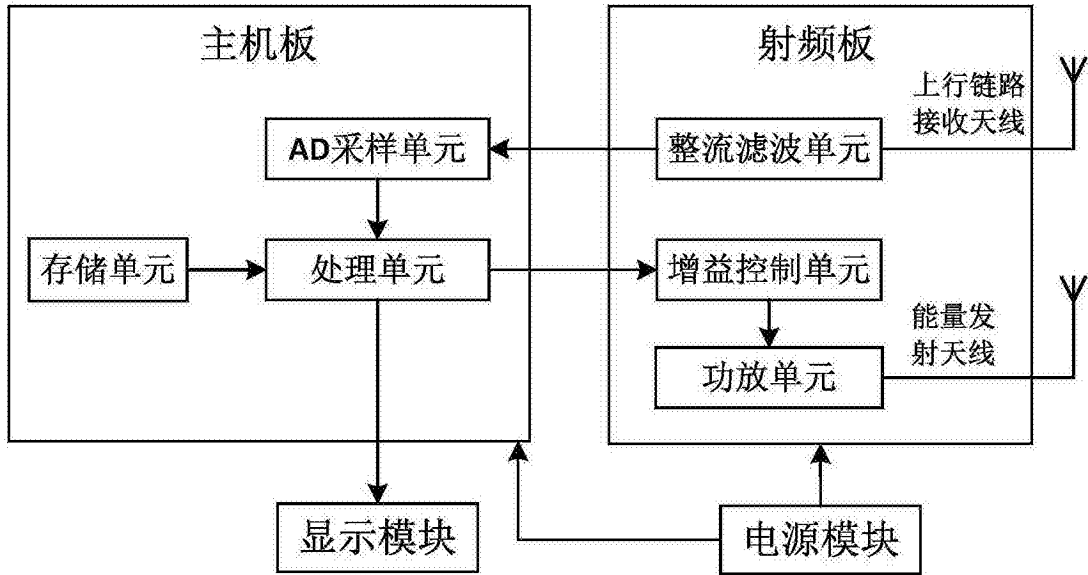 主机板
射频板
上行链路
接收天线
AD采样单元
整流滤波单元
存储单元
处理单元
增益控制单元
能量发
射天线
功放单元
显示模块
电源模块